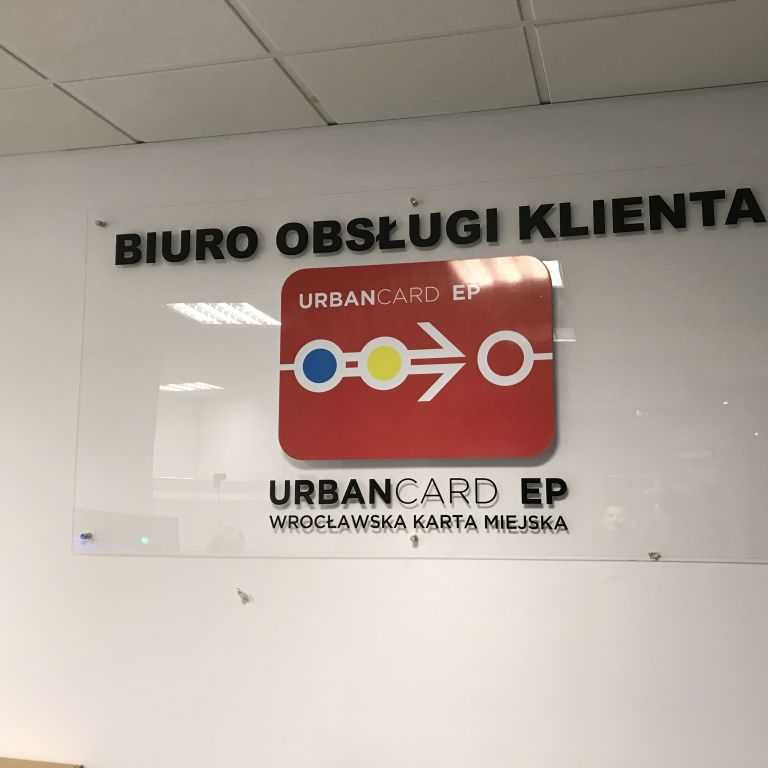 BIURO OBSŁUGI KLIENTA
URBANCARD EP
URBANCARD EP
WROCŁAWSKA KARTA MIEJSKA